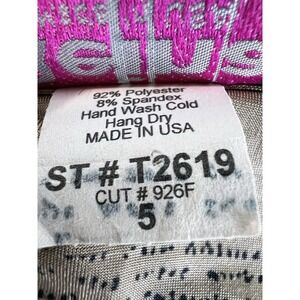 92% Polyester
8% Spandex
Hand Wash Cold
Hang Dry
MADE IN USA
ST # T2619
CUT # 926F
5